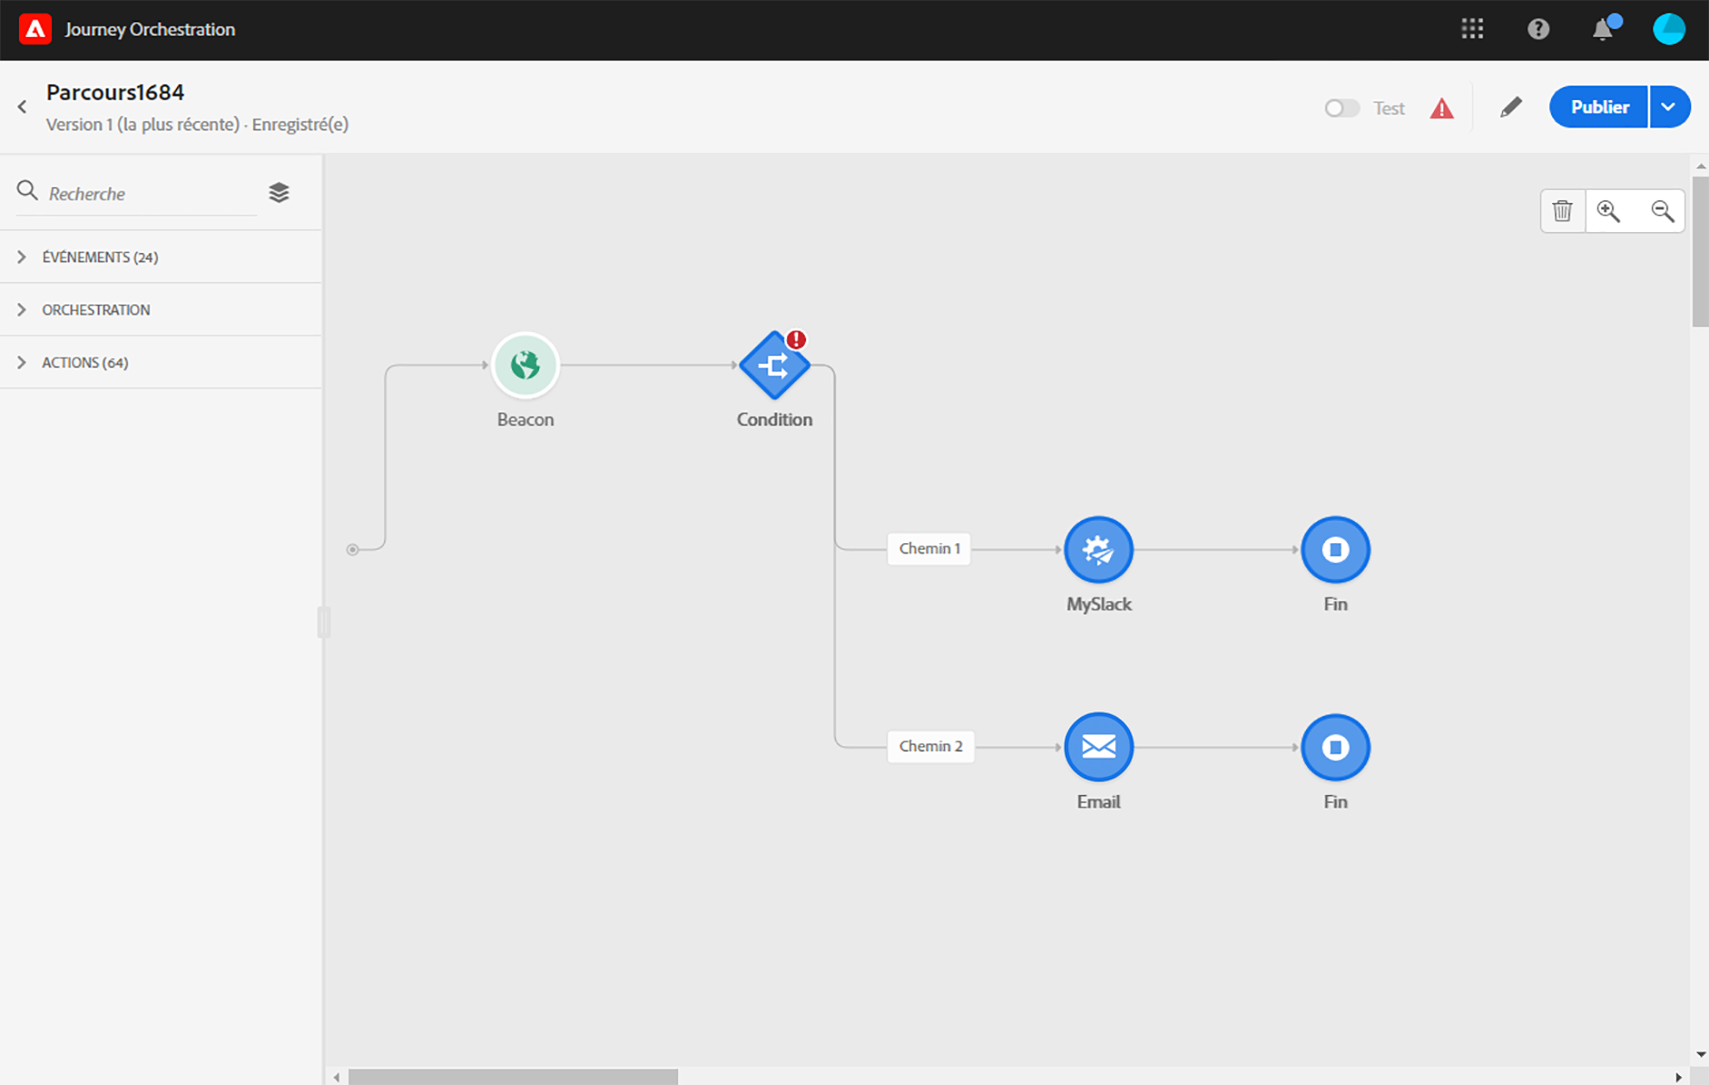 Journey Orchestration
Parcours1684
Version 1 (la plus récente) · Enregistré(e)
Test
Publier
Recherche
ÉVÉNEMENTS (24)
ORCHESTRATION
ACTIONS (64)
Beacon
Condition
Chemin 1
MySlack
Fin
Chemin 2
Email
Fin